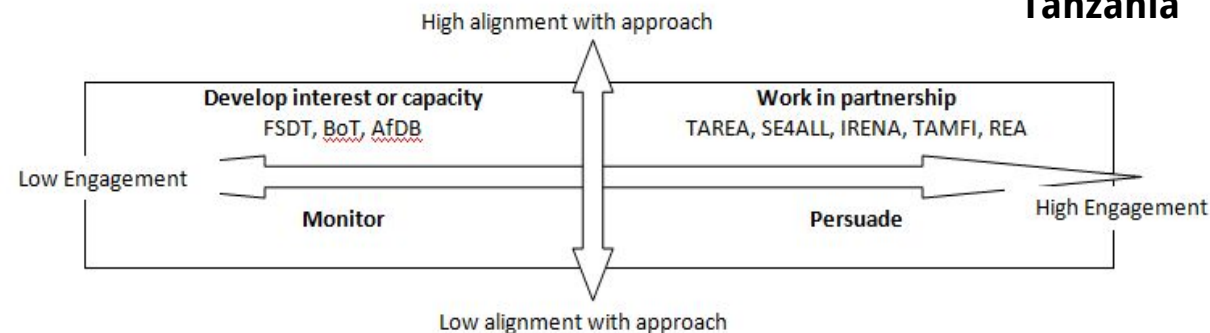 Tanzania
High alignment with approach
Develop interest or capacity
FSDT, BoT, AfDB
Work in partnership
TAREA, SE4ALL, IRENA, TAMFI, REA
Low Engagement
High Engagement
Monitor
Persuade
Low alignment with approach